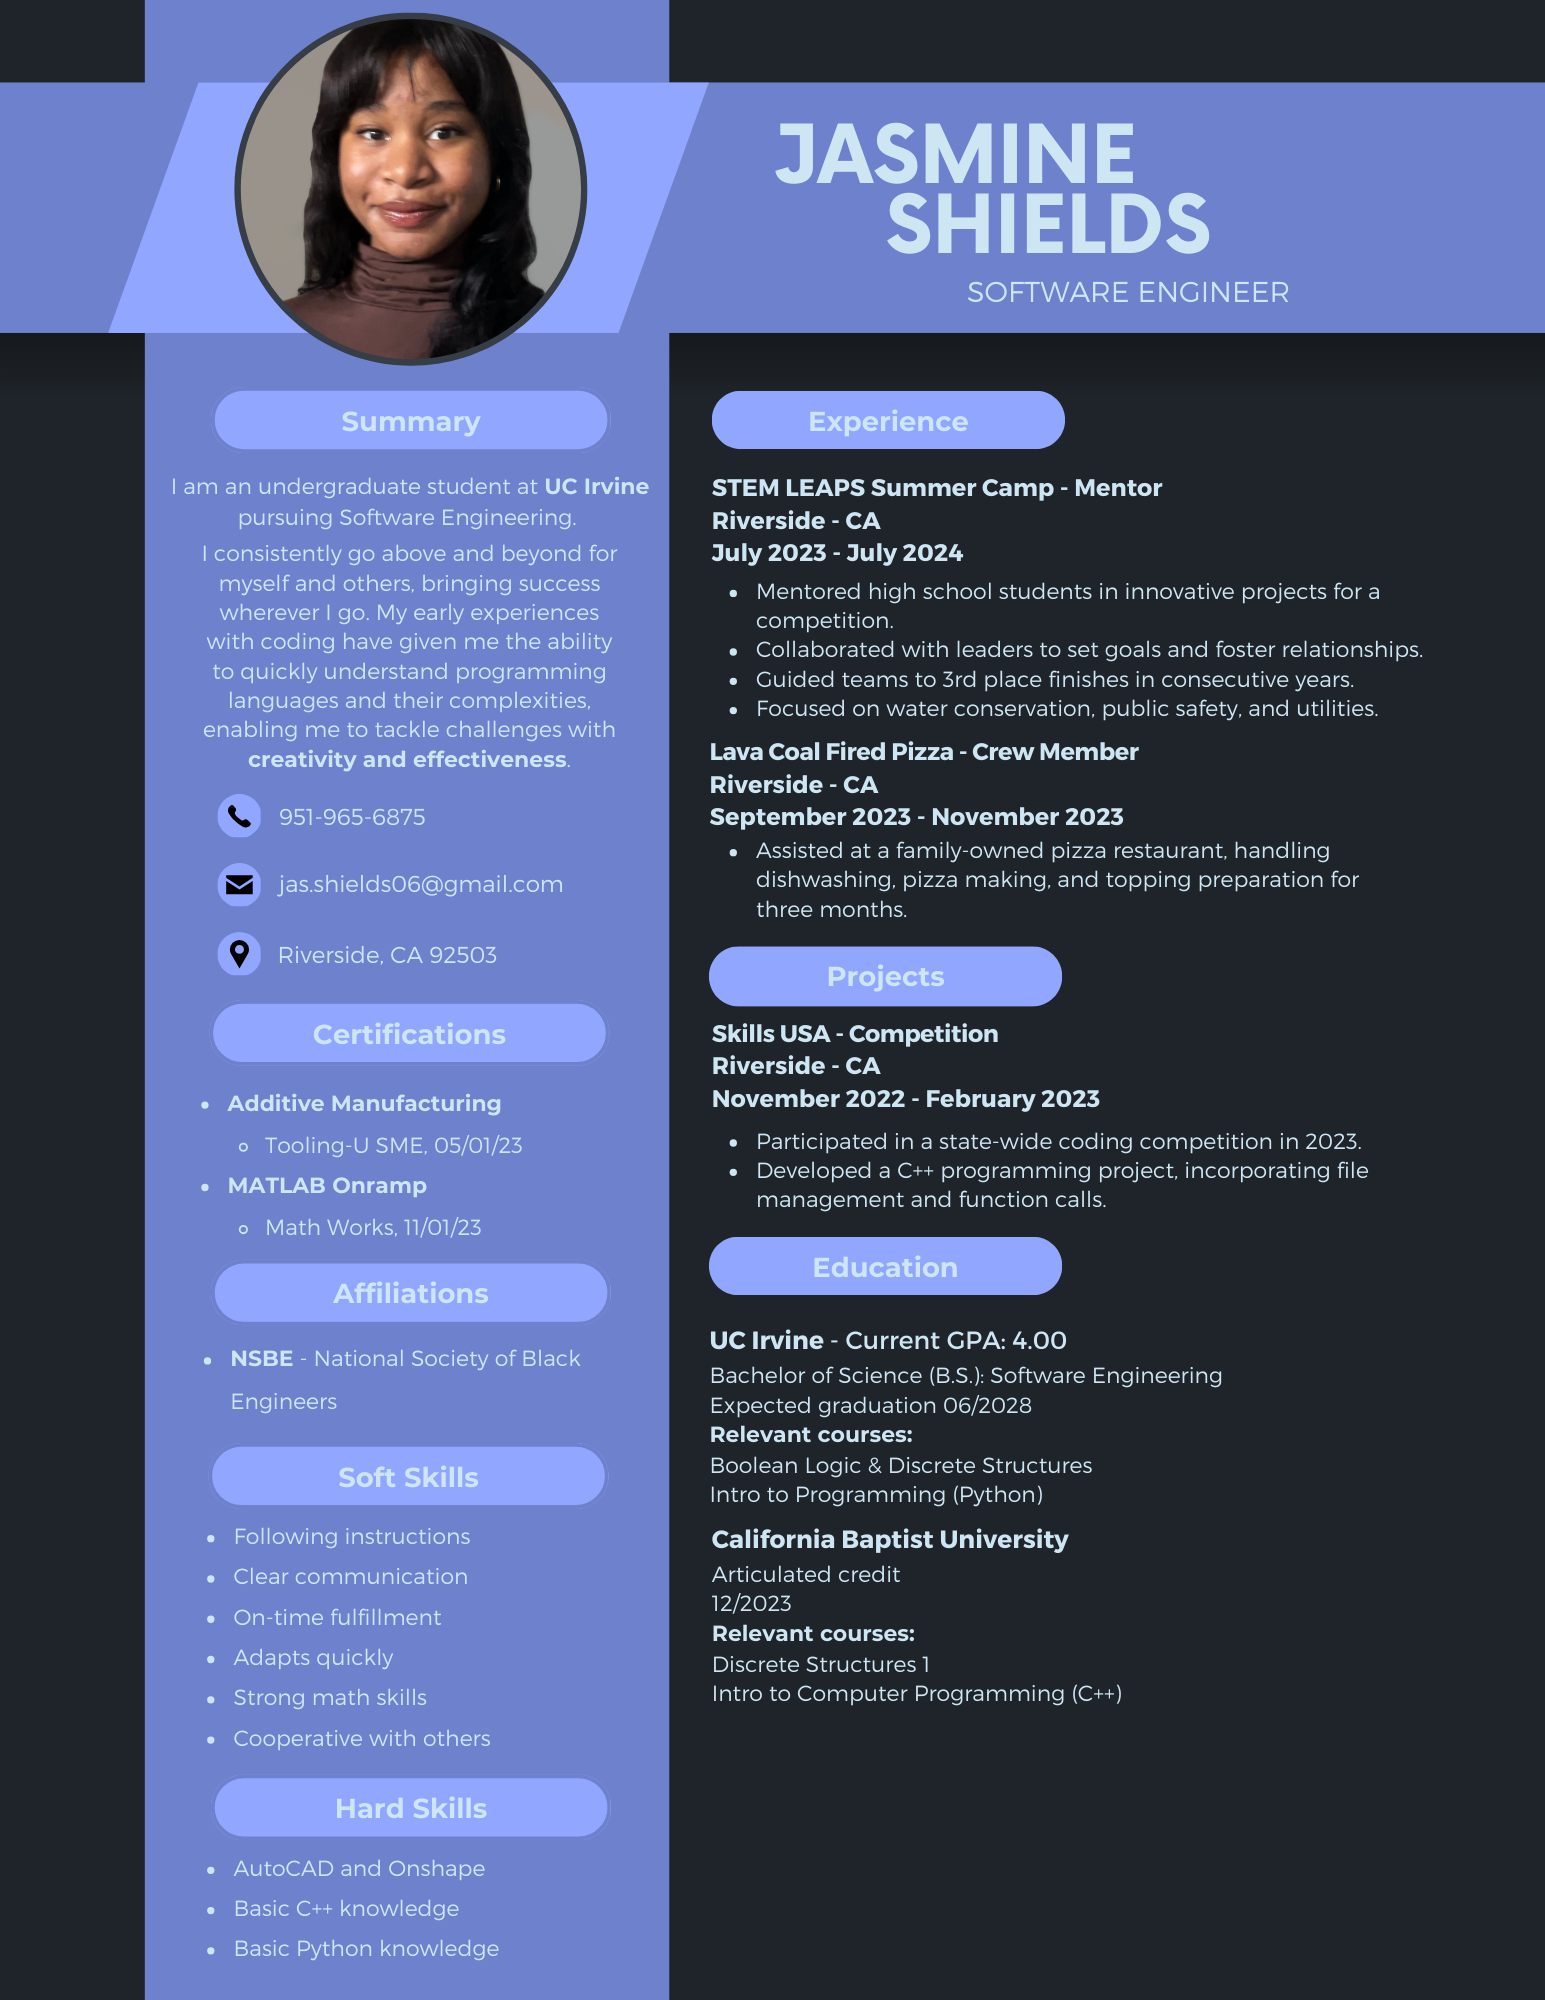 JASMINE
SHIELDS
SOFTWARE ENGINEER
Summary
I am an undergraduate student at UC Irvine
pursuing Software Engineering.
I consistently go above and beyond for
myself and others, bringing success
wherever I go. My early experiences
with coding have given me the ability
to quickly understand programming
languages and their complexities,
enabling me to tackle challenges with
creativity and effectiveness.
951-965-6875
jas.shields06@gmail.com
Riverside, CA 92503
Certifications
• Additive Manufacturing
◦ Tooling-U SME, 05/01/23
• MATLAB Onramp
◦ Math Works, 11/01/23
Affiliations
• NSBE - National Society of Black
Engineers
Soft Skills
• Following instructions
• Clear communication
• On-time fulfillment
• Adapts quickly
• Strong math skills
• Cooperative with others
Hard Skills
• AutoCAD and Onshape
• Basic C++ knowledge
• Basic Python knowledge
Experience
STEM LEAPS Summer Camp - Mentor
Riverside - CA
July 2023 - July 2024
• Mentored high school students in innovative projects for a
competition.
• Collaborated with leaders to set goals and foster relationships.
• Guided teams to 3rd place finishes in consecutive years.
• Focused on water conservation, public safety, and utilities.
Lava Coal Fired Pizza - Crew Member
Riverside - CA
September 2023 - November 2023
• Assisted at a family-owned pizza restaurant, handling
dishwashing, pizza making, and topping preparation for
three months.
Projects
Skills USA - Competition
Riverside - CA
November 2022 - February 2023
• Participated in a state-wide coding competition in 2023.
• Developed a C++ programming project, incorporating file
management and function calls.
Education
UC Irvine - Current GPA: 4.00
Bachelor of Science (B.S.): Software Engineering
Expected graduation 06/2028
Relevant courses:
Boolean Logic & Discrete Structures
Intro to Programming (Python)
California Baptist University
Articulated credit
12/2023
Relevant courses:
Discrete Structures 1
Intro to Computer Programming (C++)